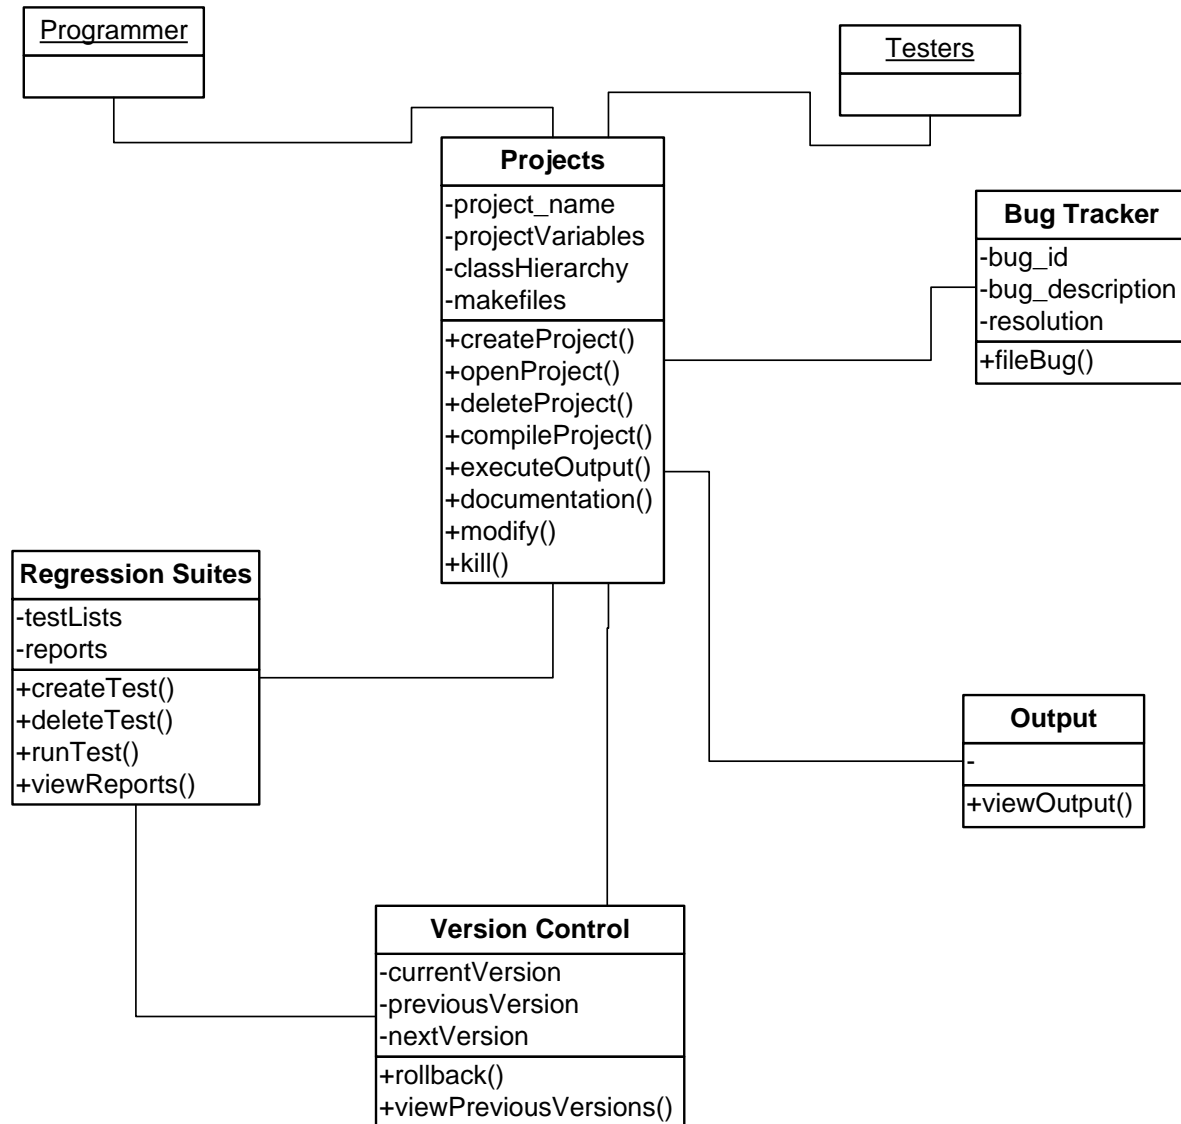 Programmer
Testers
Projects
-project_name
-projectVariables
-classHierarchy
-makefiles
+createProject()
+openProject()
+deleteProject()
+compileProject()
+executeOutput()
+documentation()
+modify()
+kill()
Bug Tracker
-bug_id
-bug_description
-resolution
+fileBug()
Regression Suites
-testLists
-reports
+createTest()
+deleteTest()
+runTest()
+viewReports()
Output
-
+viewOutput()
Version Control
-currentVersion
-previousVersion
-nextVersion
+rollback()
+viewPreviousVersions()